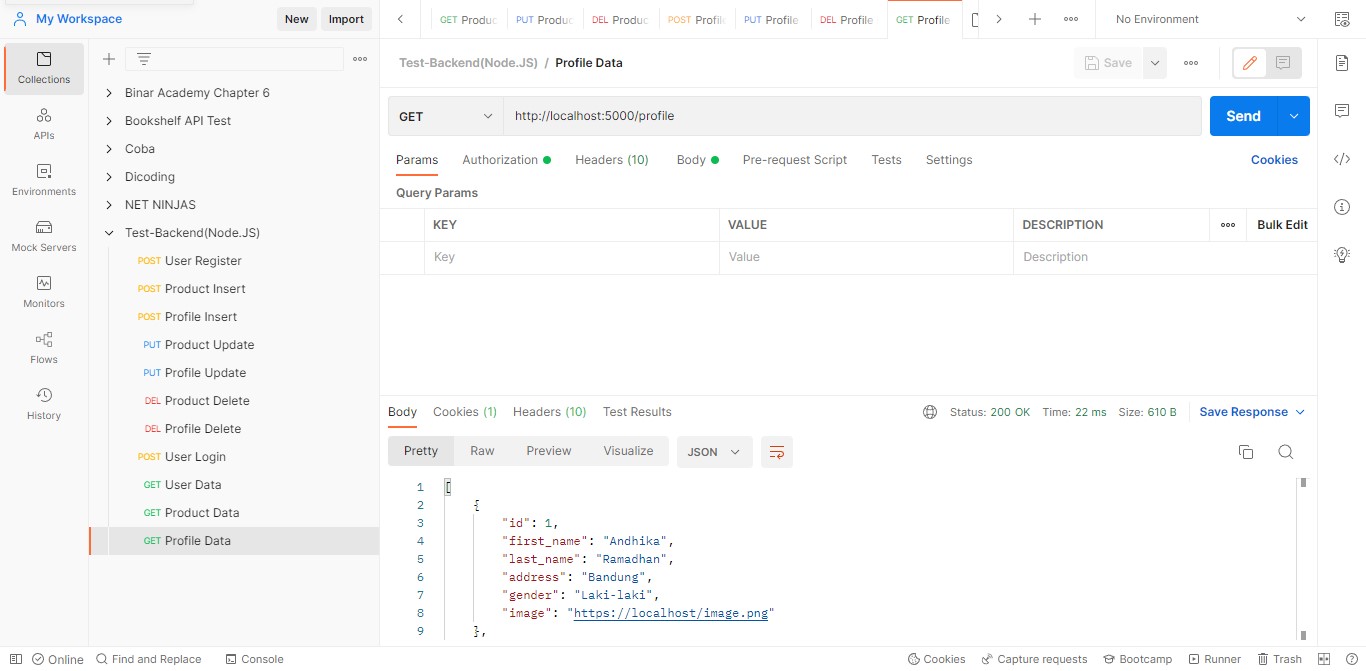 My Workspace New Import
GET Produc PUT Produc DEL Produc POST Profil PUT Profile DEL Profile GET Profile No Environment
Collections
APIs
Environments
Mock Servers
Monitors
Flows
History
Binar Academy Chapter 6
Bookshelf API Test
Coba
Dicoding
NET NINJAS
Test-Backend(Node.JS)
POST User Register
POST Product Insert
POST Profile Insert
PUT Product Update
PUT Profile Update
DEL Product Delete
DEL Profile Delete
POST User Login
GET User Data
GET Product Data
GET Profile Data
Test-Backend(Node.JS) / Profile Data Save
GET http://localhost:5000/profile Send
Params Authorization Headers (10) Body Pre-request Script Tests Settings Cookies
Query Params
KEY VALUE DESCRIPTION Bulk Edit
Key Value Description
Body Cookies (1) Headers (10) Test Results Status: 200 OK Time: 22 ms Size: 610 B Save Response
Pretty Raw Preview Visualize JSON
1 [
2 {
3 "id": 1,
4 "first_name": "Andhika",
5 "last_name": "Ramadhan",
6 "address": "Bandung",
7 "gender": "Laki-laki",
8 "image": "https://localhost/image.png"
9 },
Online Find and Replace Console Cookies Capture requests Bootcamp Runner Trash